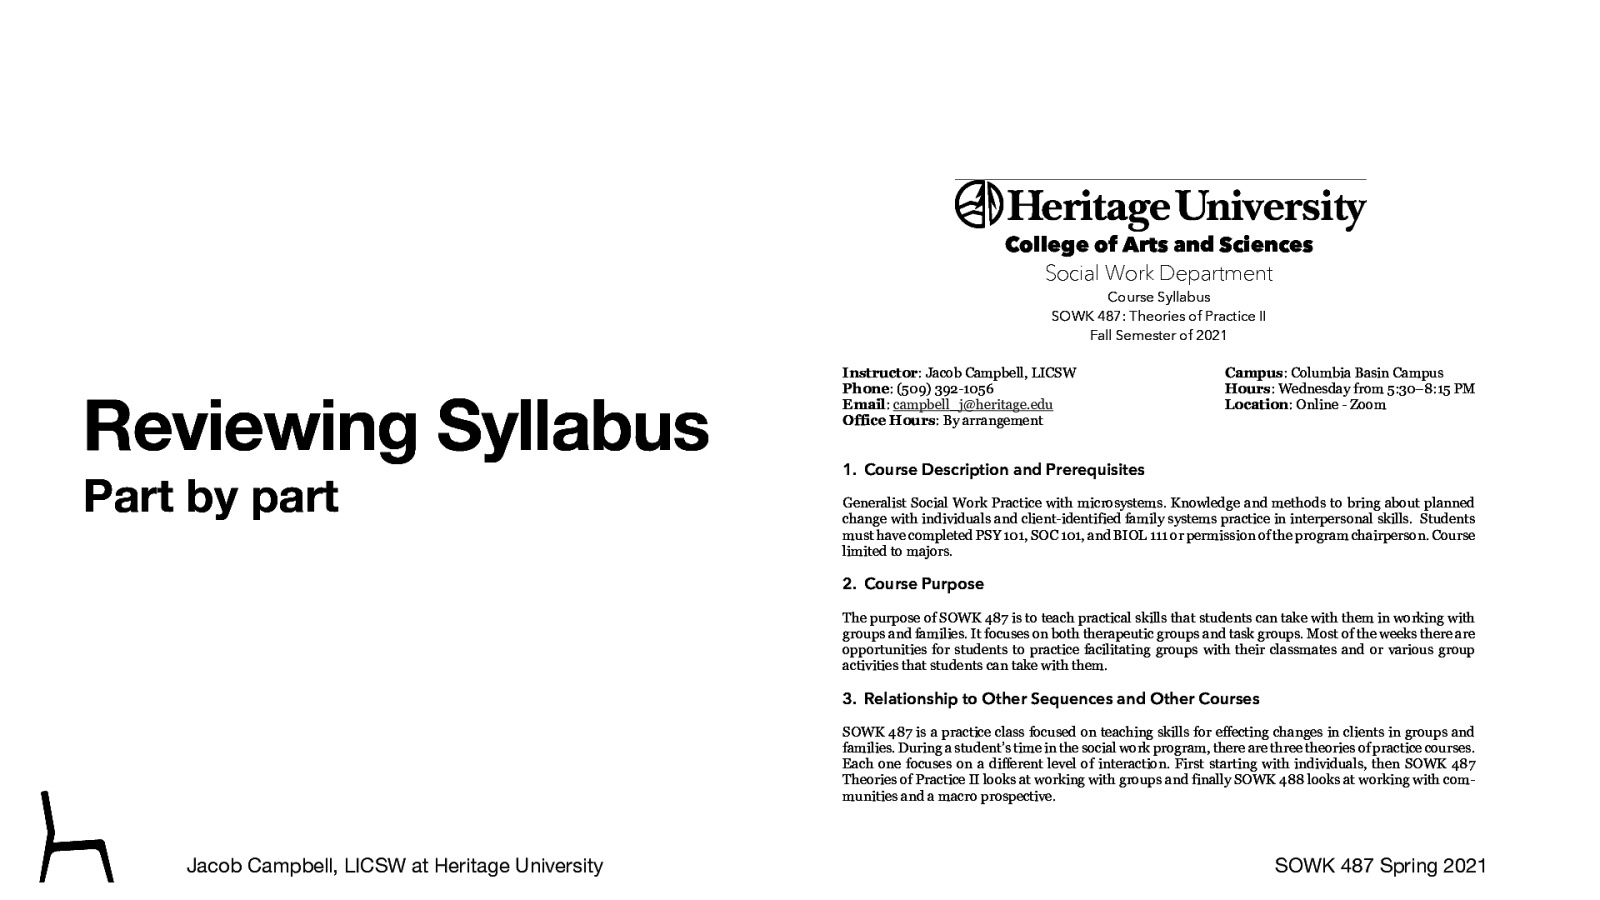 Reviewing Syllabus
Part by part
Heritage University
College of Arts and Sciences
Social Work Department
Course Syllabus
SOWK 487: Theories of Practice II
Fall Semester of 2021
Instructor: Jacob Campbell, LICSW
Phone: (509) 392-1056
Email: campbell_j@heritage.edu
Office Hours: By arrangement
Campus: Columbia Basin Campus
Hours: Wednesday from 5:30–8:15 PM
Location: Online - Zoom
1. Course Description and Prerequisites
Generalist Social Work Practice with microsystems. Knowledge and methods to bring about planned
change with individuals and client-identified family systems practice in interpersonal skills. Students
must have completed PSY 101, SOC 101, and BIOL 111 or permission of the program chairperson. Course
limited to majors.
2. Course Purpose
The purpose of SOWK 487 is to teach practical skills that students can take with them in working with
groups and families. It focuses on both therapeutic groups and task groups. Most of the weeks there are
opportunities for students to practice facilitating groups with their classmates and or various group
activities that students can take with them.
3. Relationship to Other Sequences and Other Courses
SOWK 487 is a practice class focused on teaching skills for effecting changes in clients in groups and
families. During a student's time in the social work program, there are three theories of practice courses.
Each one focuses on a different level of interaction. First starting with individuals, then SOWK 487
Theories of Practice II looks at working with groups and finally SOWK 488 looks at working with com-
munities and a macro prospective.
Jacob Campbell, LICSW at Heritage University
SOWK 487 Spring 2021